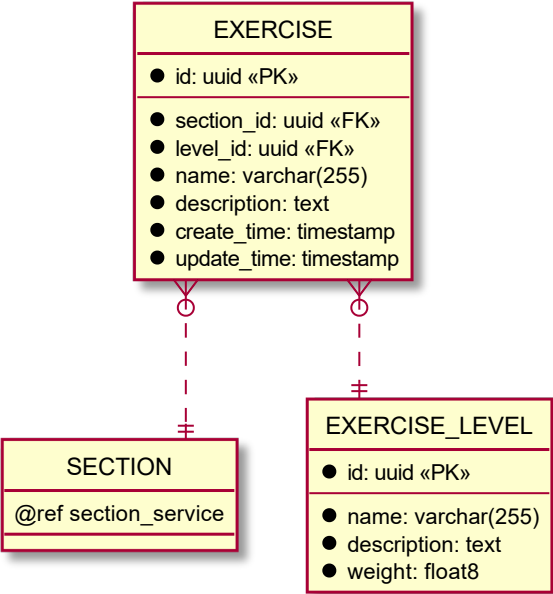 EXERCISE
id: uuid «PK»
section_id: uuid «FK»
level_id: uuid «FK»
name: varchar(255)
description: text
create_time: timestamp
update_time: timestamp
SECTION
@ref section_service
EXERCISE_LEVEL
id: uuid «PK»
name: varchar(255)
description: text
weight: float8